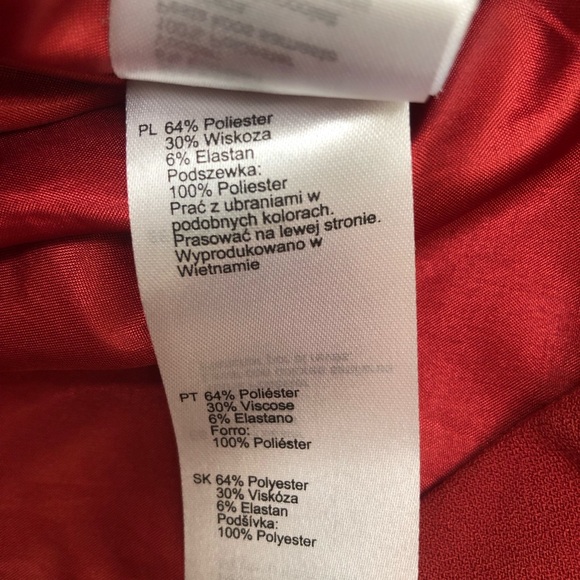 PL 64% Poliester
30% Wiskoza
6% Elastan
Podszewka:
100% Poliester
Prać z ubraniami w
podobnych kolorach.
Prasować na lewej stronie.
Wyprodukowano w
Wietnamie
PT 64% Poliéster
30% Viscose
6% Elastano
Forro:
100% Poliéster
SK 64% Polyester
30% Viskóza
6% Elastan
Podšívka:
100% Polyester